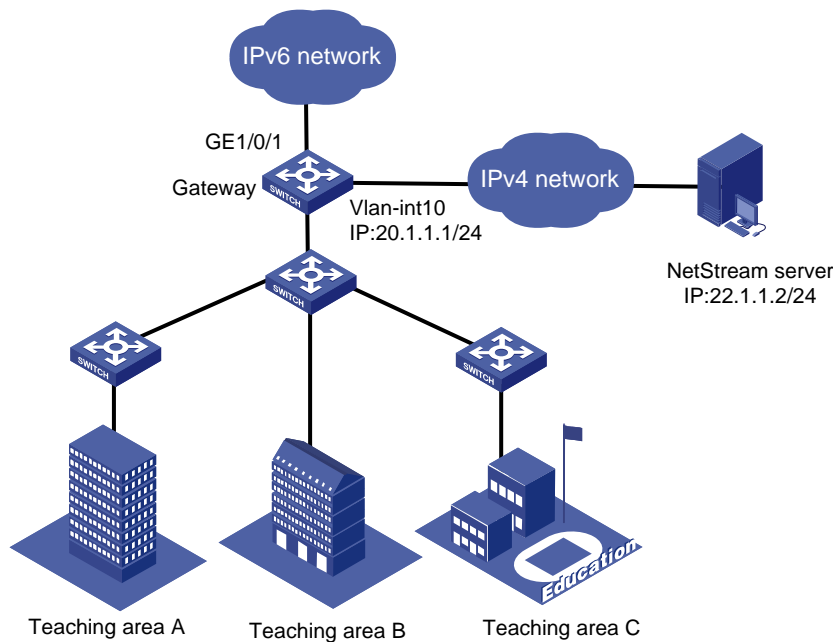 IPv6 network
GE1/0/1
Gateway
SWITCH
IPv4 network
Vlan-int10
IP:20.1.1.1/24
NetStream server
IP:22.1.1.2/24
SWITCH
SWITCH
SWITCH
Education
Teaching area A
Teaching area B
Teaching area C